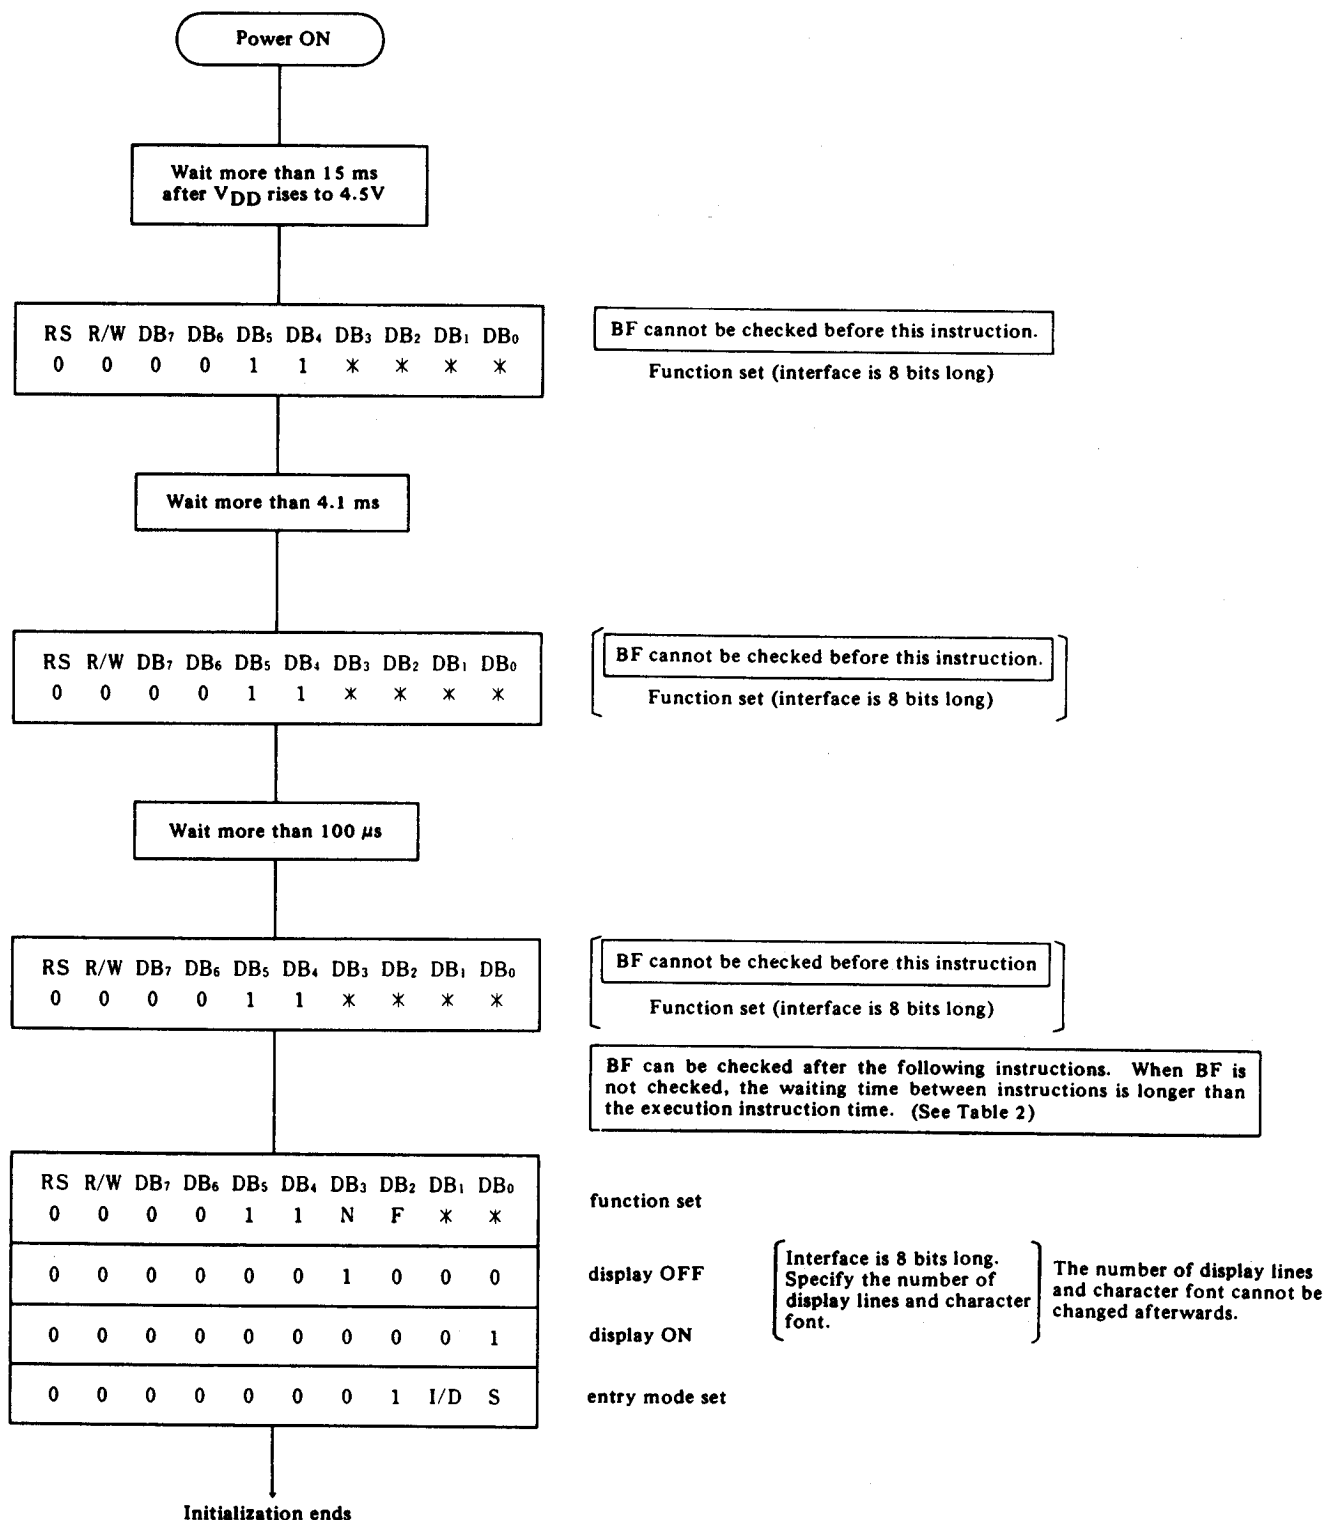 Power ON
Wait more than 15 ms
after VDD rises to 4.5V
RS R/W DB7 DB6 DB5 DB4 DB3 DB2 DB1 DB0
0 0 0 0 1 1 * * * *
BF cannot be checked before this instruction.
Function set (interface is 8 bits long)
Wait more than 4.1 ms
RS R/W DB7 DB6 DB5 DB4 DB3 DB2 DB1 DB0
0 0 0 0 1 1 * * * *
BF cannot be checked before this instruction.
Function set (interface is 8 bits long)
Wait more than 100 μs
RS R/W DB7 DB6 DB5 DB4 DB3 DB2 DB1 DB0
0 0 0 0 1 1 * * * *
BF cannot be checked before this instruction
Function set (interface is 8 bits long)
BF can be checked after the following instructions. When BF is
not checked, the waiting time between instructions is longer than
the execution instruction time. (See Table 2)
RS R/W DB7 DB6 DB5 DB4 DB3 DB2 DB1 DB0
0 0 0 0 1 1 N F * *
function set
0 0 0 0 0 0 1 0 0 0
display OFF
0 0 0 0 0 0 0 0 0 1
display ON
0 0 0 0 0 0 0 1 I/D S
entry mode set
Interface is 8 bits long.
Specify the number of
display lines and character
font.
The number of display lines
and character font cannot be
changed afterwards.
Initialization ends